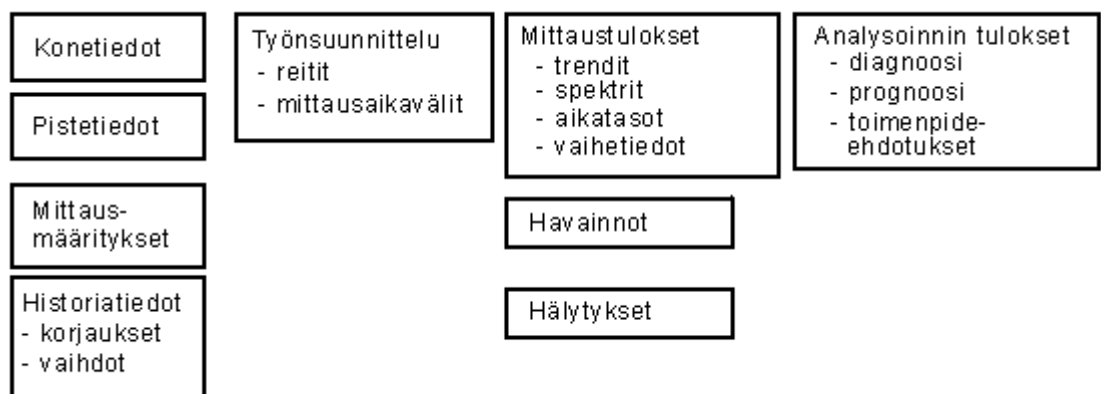 Konetiedot
Pistetiedot
Mittaus-
määritykset
Historiatiedot
- korjaukset
- vaihdot
Työnsuunnittelu
- reitit
- mittausaikavälit
Mittaustulokset
- trendit
- spektrit
- aikatasot
- vaihetiedot
Havainnot
Hälytykset
Analysoinnin tulokset
- diagnoosi
- prognoosi
- toimenpide-
ehdotukset